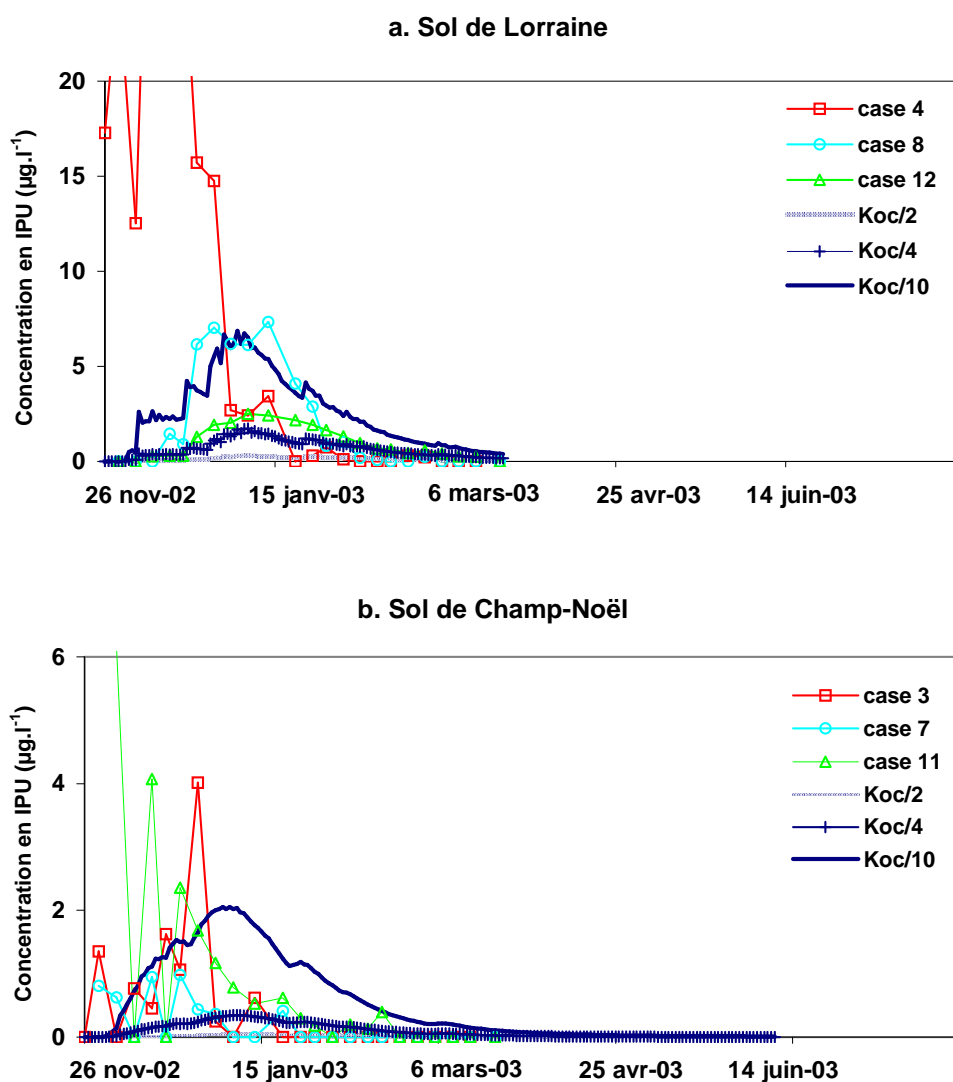 a. Sol de Lorraine
Concentration en IPU (µg.l-1)
20
15
10
5
0
case 4
case 8
case 12
Koc/2
Koc/4
Koc/10
26 nov-02
15 janv-03
6 mars-03
25 avr-03
14 juin-03
b. Sol de Champ-Noël
Concentration en IPU (µg.l-1)
6
4
2
0
case 3
case 7
case 11
Koc/2
Koc/4
Koc/10
26 nov-02
15 janv-03
6 mars-03
25 avr-03
14 juin-03